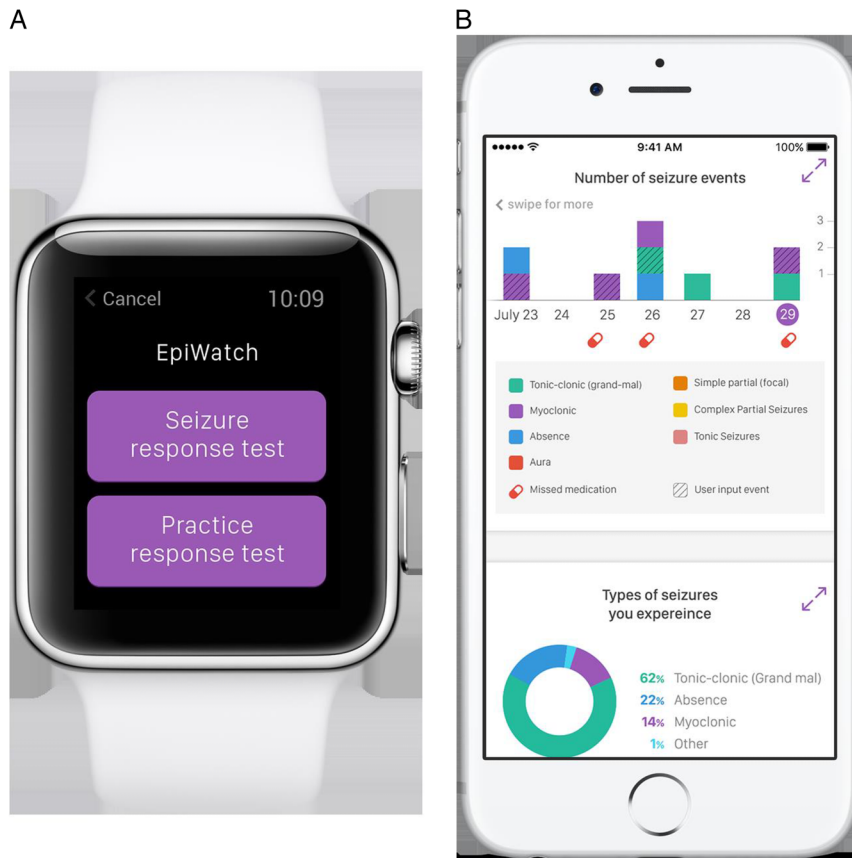 A
Cancel 10:09
EpiWatch
Seizure
response test
Practice
response test
B
9:41 AM 100%
Number of seizure events
swipe for more
3
2
1
July 23 24 25 26 27 28 29
Tonic-clonic (grand-mal) Simple partial (focal)
Myoclonic Complex Partial Seizures
Absence Tonic Seizures
Aura
Missed medication User input event
Types of seizures
you expereince
62% Tonic-clonic (Grand mal)
22% Absence
14% Myoclonic
1% Other